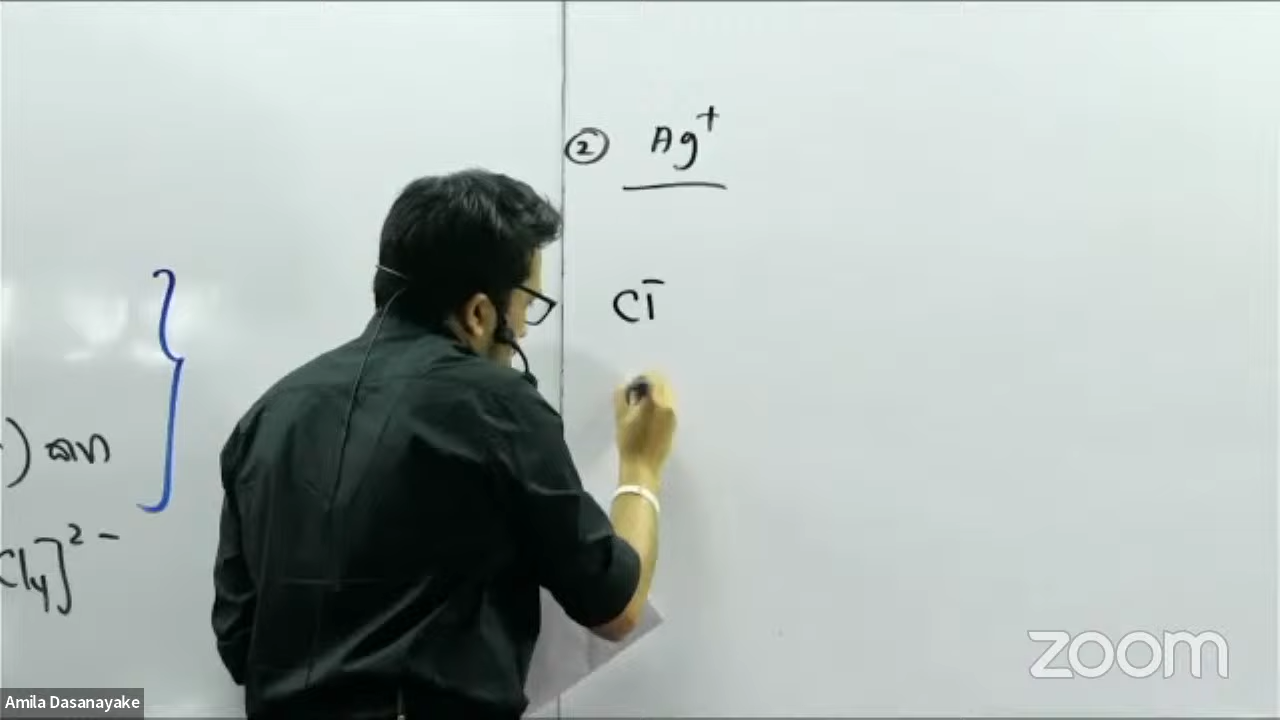 ② Ag⁺
Cl⁻
) ලා
Cl₄]²⁻
zoom
Amila Dasanayake